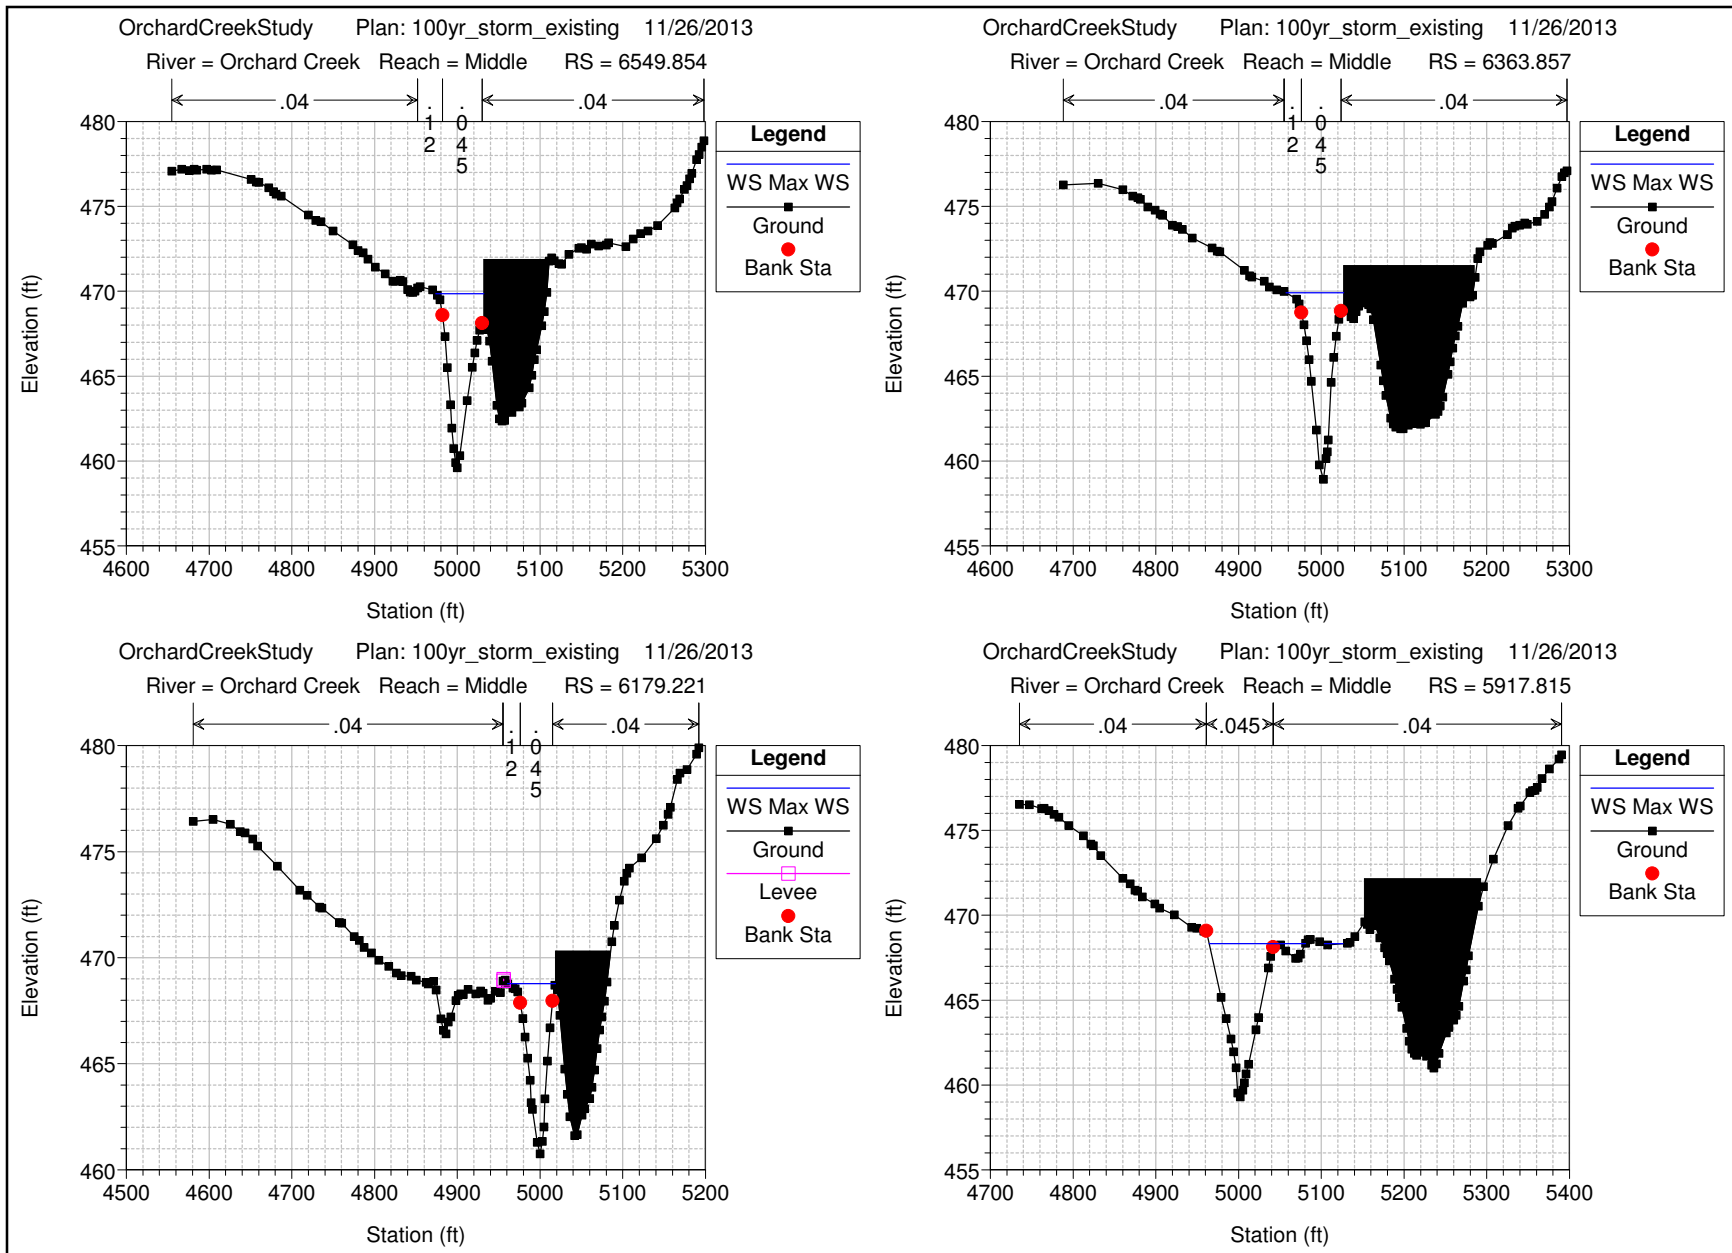 OrchardCreekStudy Plan: 100yr_storm_existing 11/26/2013
River = Orchard Creek Reach = Middle RS = 6549.854
.04 .12 .045 .04
480
475
470
465
460
455
4600 4700 4800 4900 5000 5100 5200 5300
Elevation (ft)
Station (ft)
Legend
WS Max WS
Ground
Bank Sta
OrchardCreekStudy Plan: 100yr_storm_existing 11/26/2013
River = Orchard Creek Reach = Middle RS = 6363.857
.04 .12 .045 .04
480
475
470
465
460
455
4600 4700 4800 4900 5000 5100 5200 5300
Elevation (ft)
Station (ft)
Legend
WS Max WS
Ground
Bank Sta
OrchardCreekStudy Plan: 100yr_storm_existing 11/26/2013
River = Orchard Creek Reach = Middle RS = 6179.221
.04 .12 .045 .04
480
475
470
465
460
4500 4600 4700 4800 4900 5000 5100 5200
Elevation (ft)
Station (ft)
Legend
WS Max WS
Ground
Levee
Bank Sta
OrchardCreekStudy Plan: 100yr_storm_existing 11/26/2013
River = Orchard Creek Reach = Middle RS = 5917.815
.04 .045 .04
480
475
470
465
460
455
4700 4800 4900 5000 5100 5200 5300 5400
Elevation (ft)
Station (ft)
Legend
WS Max WS
Ground
Bank Sta